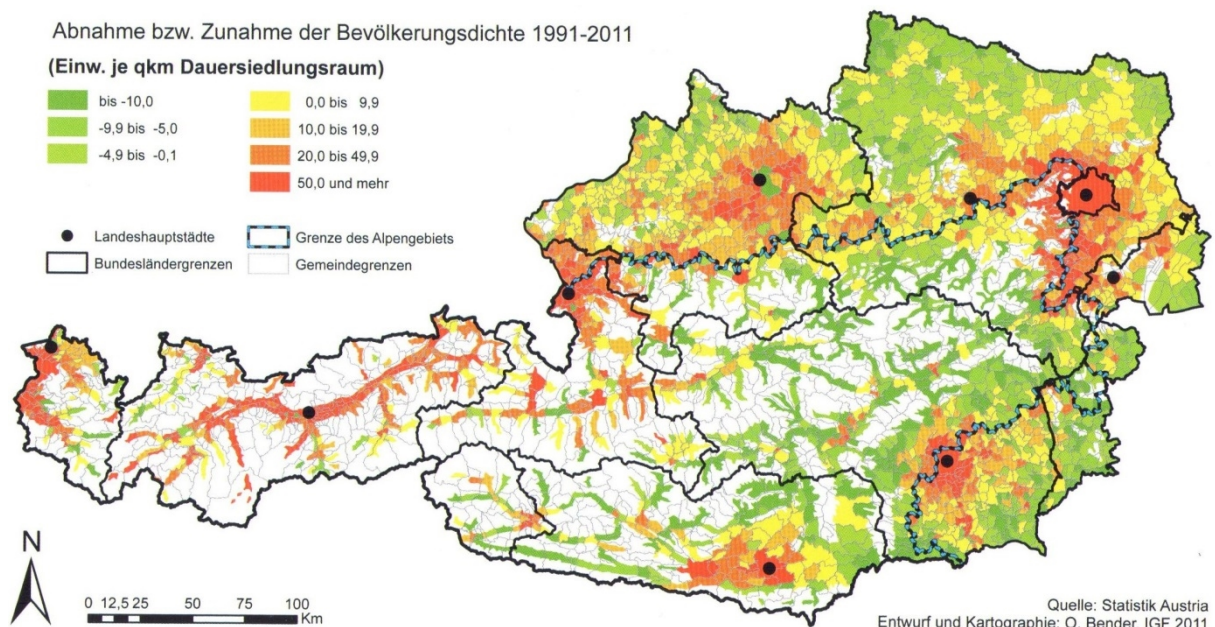 Abnahme bzw. Zunahme der Bevölkerungsdichte 1991-2011
(Einw. je qkm Dauersiedlungsraum)
bis -10,0
-9,9 bis -5,0
-4,9 bis -0,1
0,0 bis 9,9
10,0 bis 19,9
20,0 bis 49,9
50,0 und mehr
Landeshauptstädte
Bundesländergrenzen
Grenze des Alpengebiets
Gemeindegrenzen
N
0 12,5 25 50 75 100
Km
Quelle: Statistik Austria
Entwurf und Kartographie: O. Bender, IGF 2011